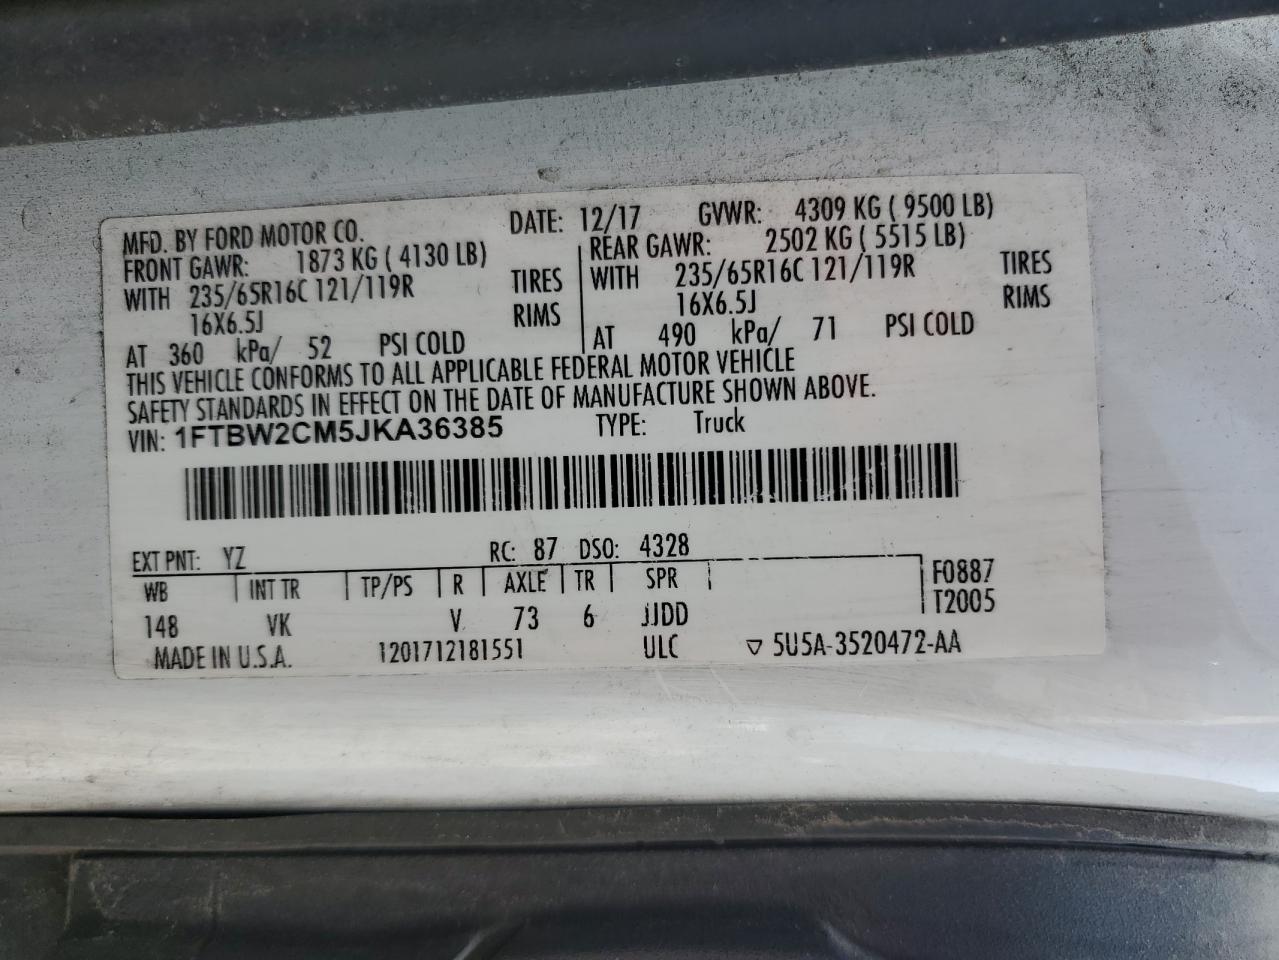 MFD. BY FORD MOTOR CO. DATE: 12/17 GVWR: 4309 KG ( 9500 LB)
FRONT GAWR: 1873 KG ( 4130 LB) REAR GAWR: 2502 KG ( 5515 LB)
WITH 235/65R16C 121/119R TIRES WITH 235/65R16C 121/119R TIRES
16X6.5J RIMS 16X6.5J RIMS
AT 360 kPa/ 52 PSI COLD AT 490 kPa/ 71 PSI COLD
THIS VEHICLE CONFORMS TO ALL APPLICABLE FEDERAL MOTOR VEHICLE
SAFETY STANDARDS IN EFFECT ON THE DATE OF MANUFACTURE SHOWN ABOVE.
VIN: 1FTBW2CM5JKA36385 TYPE: Truck
EXT PNT: YZ RC: 87 DSO: 4328
WB INT TR TP/PS R AXLE TR SPR F0887
148 VK V 73 6 JJDD T2005
MADE IN U.S.A. 1201712181551 ULC ▽ 5U5A-3520472-AA